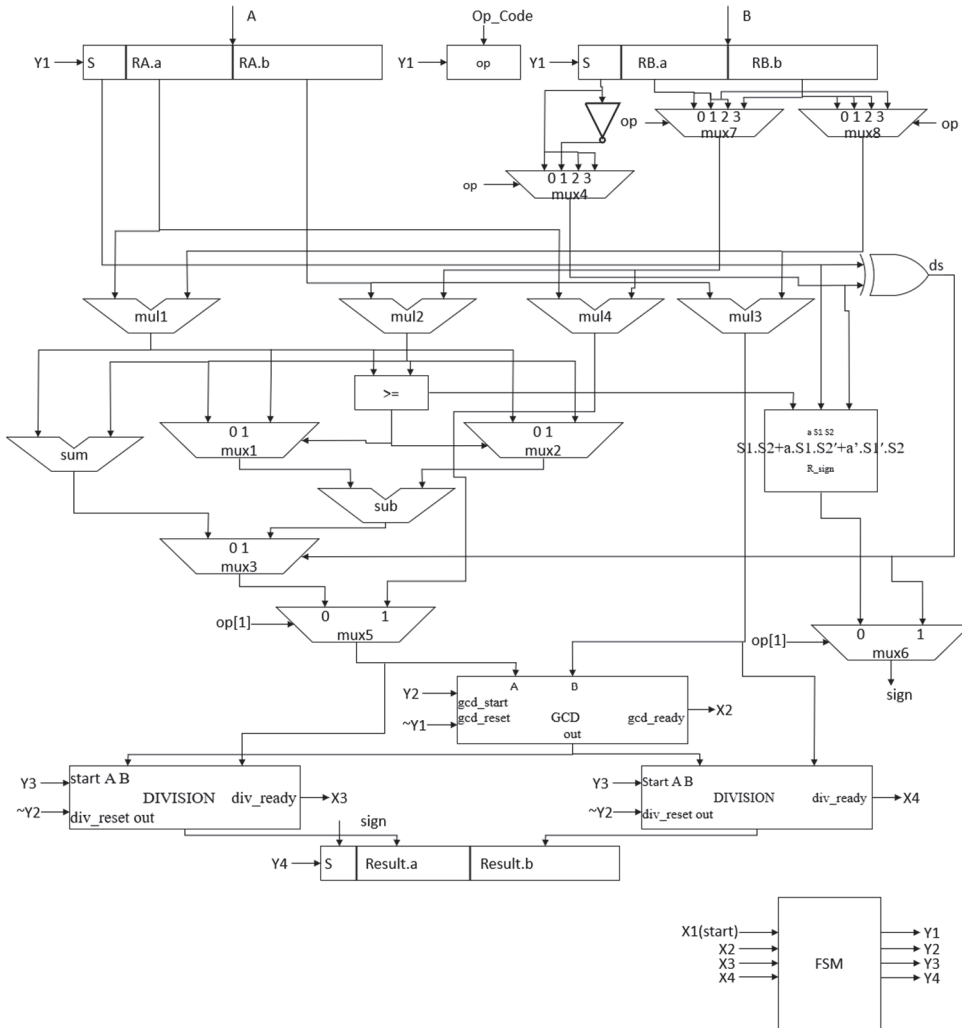 A
Op_Code
B
Y1 S RA.a RA.b
Y1 op
Y1 S RB.a RB.b
op 0 1 2 3 mux7
0 1 2 3 mux8 op
op 0 1 2 3 mux4
ds
mul1
mul2
mul4
mul3
>=
sum
0 1
mux1
0 1
mux2
a S1 S2
S1.S2+a.S1.S2'+a'.S1'.S2
R_sign
sub
0 1
mux3
op[1] 0 1
mux5
op[1] 0 1
mux6
sign
A B
Y2 gcd_start
~Y1 gcd_reset GCD gcd_ready X2
out
Y3 start A B
DIVISION div_ready X3
~Y2 div_reset out
Y3 Start A B
DIVISION div_ready X4
~Y2 div_reset out
sign
Y4 S Result.a Result.b
X1(start) Y1
X2 Y2
X3 FSM Y3
X4 Y4